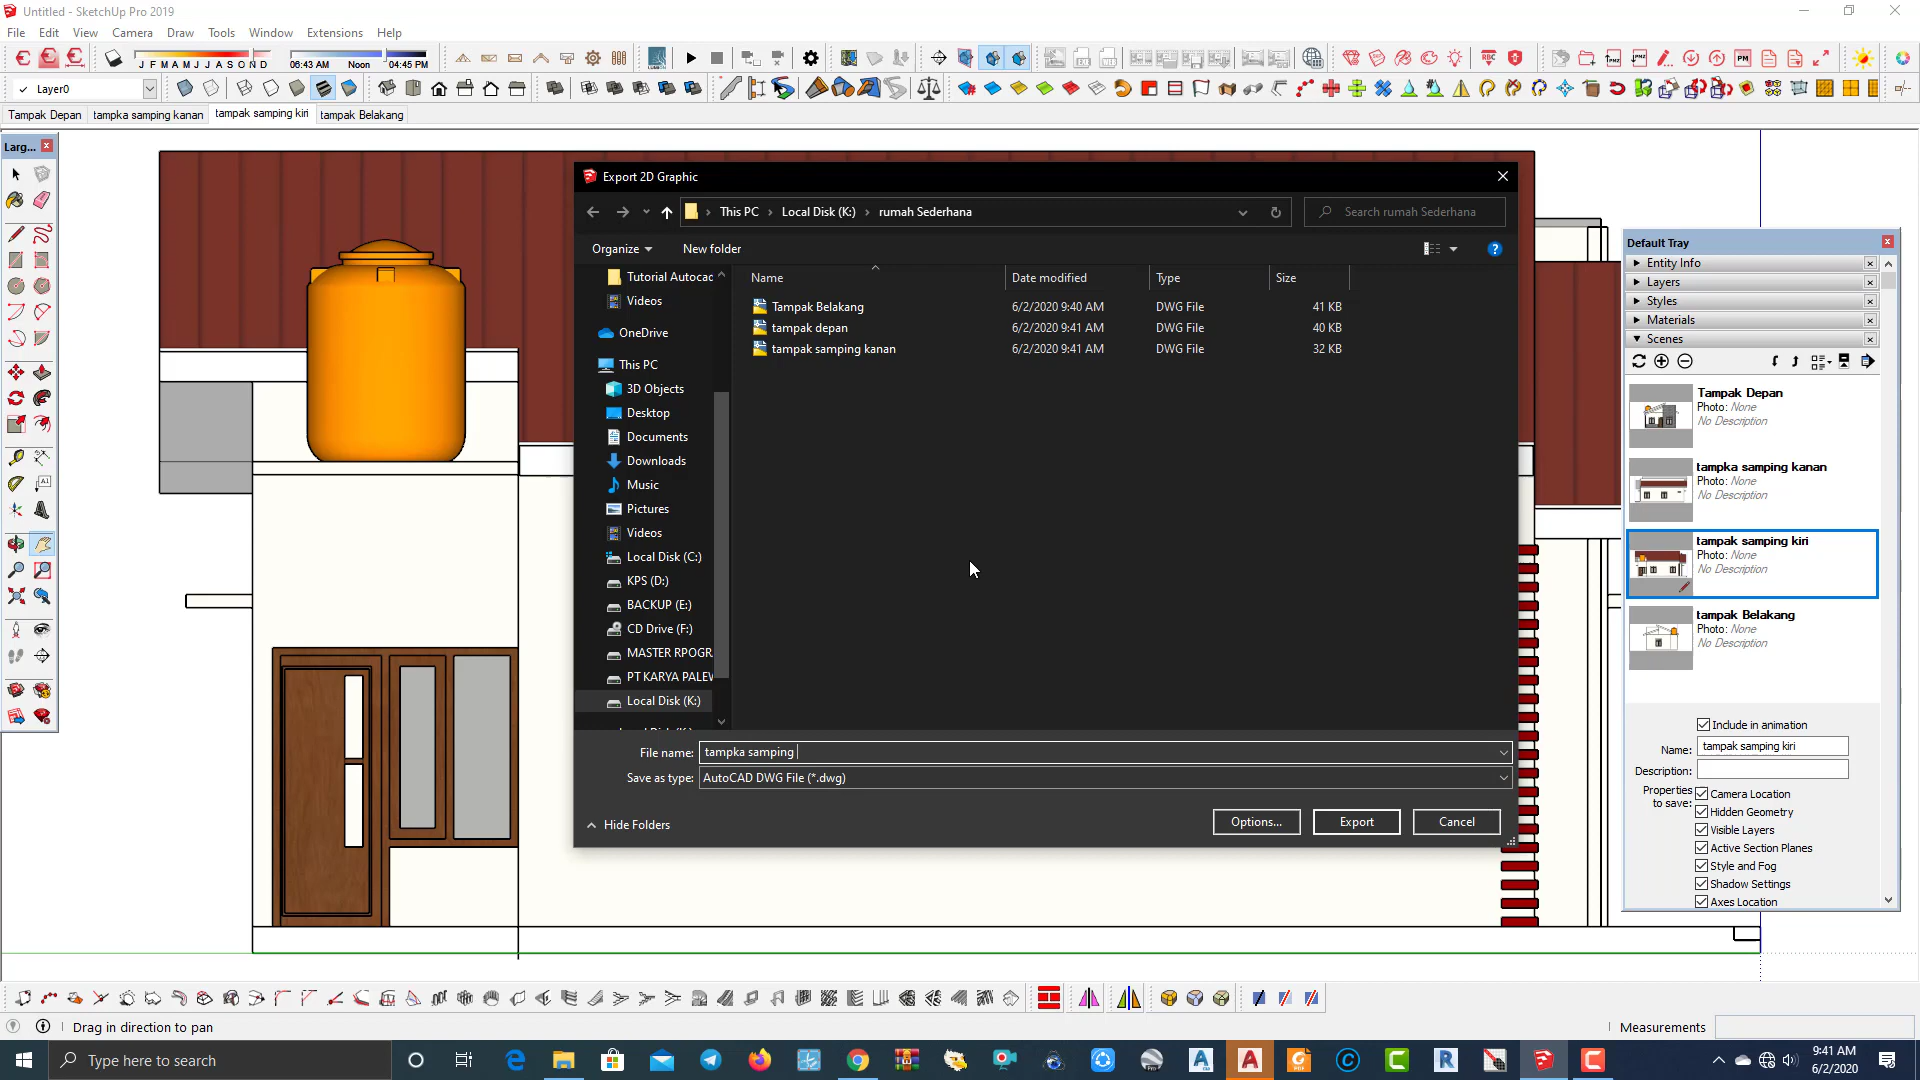 Untitled - SketchUp Pro 2019
File Edit View Camera Draw Tools Window Extensions Help
J F M A M J J A S O N D
06:43 AM Noon 04:45 PM
Layer0
Tampak Depan tampka samping kanan tampak samping kiri tampak Belakang
Larg...
Export 2D Graphic
This PC Local Disk (K:) rumah Sederhana
Search rumah Sederhana
Organize New folder
Name Date modified Type Size
Tampak Belakang 6/2/2020 9:40 AM DWG File 41 KB
tampak depan 6/2/2020 9:41 AM DWG File 40 KB
tampak samping kanan 6/2/2020 9:41 AM DWG File 32 KB
Tutorial Autocac
Videos
OneDrive
This PC
3D Objects
Desktop
Documents
Downloads
Music
Pictures
Videos
Local Disk (C:)
KPS (D:)
BACKUP (E:)
CD Drive (F:)
MASTER RPOGR
PT KARYA PALEW
Local Disk (K:)
File name: tampka samping
Save as type: AutoCAD DWG File (*.dwg)
Hide Folders
Options... Export Cancel
Default Tray
Entity Info
Layers
Styles
Materials
Scenes
Tampak Depan
Photo: None
No Description
tampka samping kanan
Photo: None
No Description
tampak samping kiri
Photo: None
No Description
tampak Belakang
Photo: None
No Description
Include in animation
Name: tampak samping kiri
Description:
Properties to save:
Camera Location
Hidden Geometry
Visible Layers
Active Section Planes
Style and Fog
Shadow Settings
Axes Location
Drag in direction to pan
Measurements
Type here to search
9:41 AM
6/2/2020